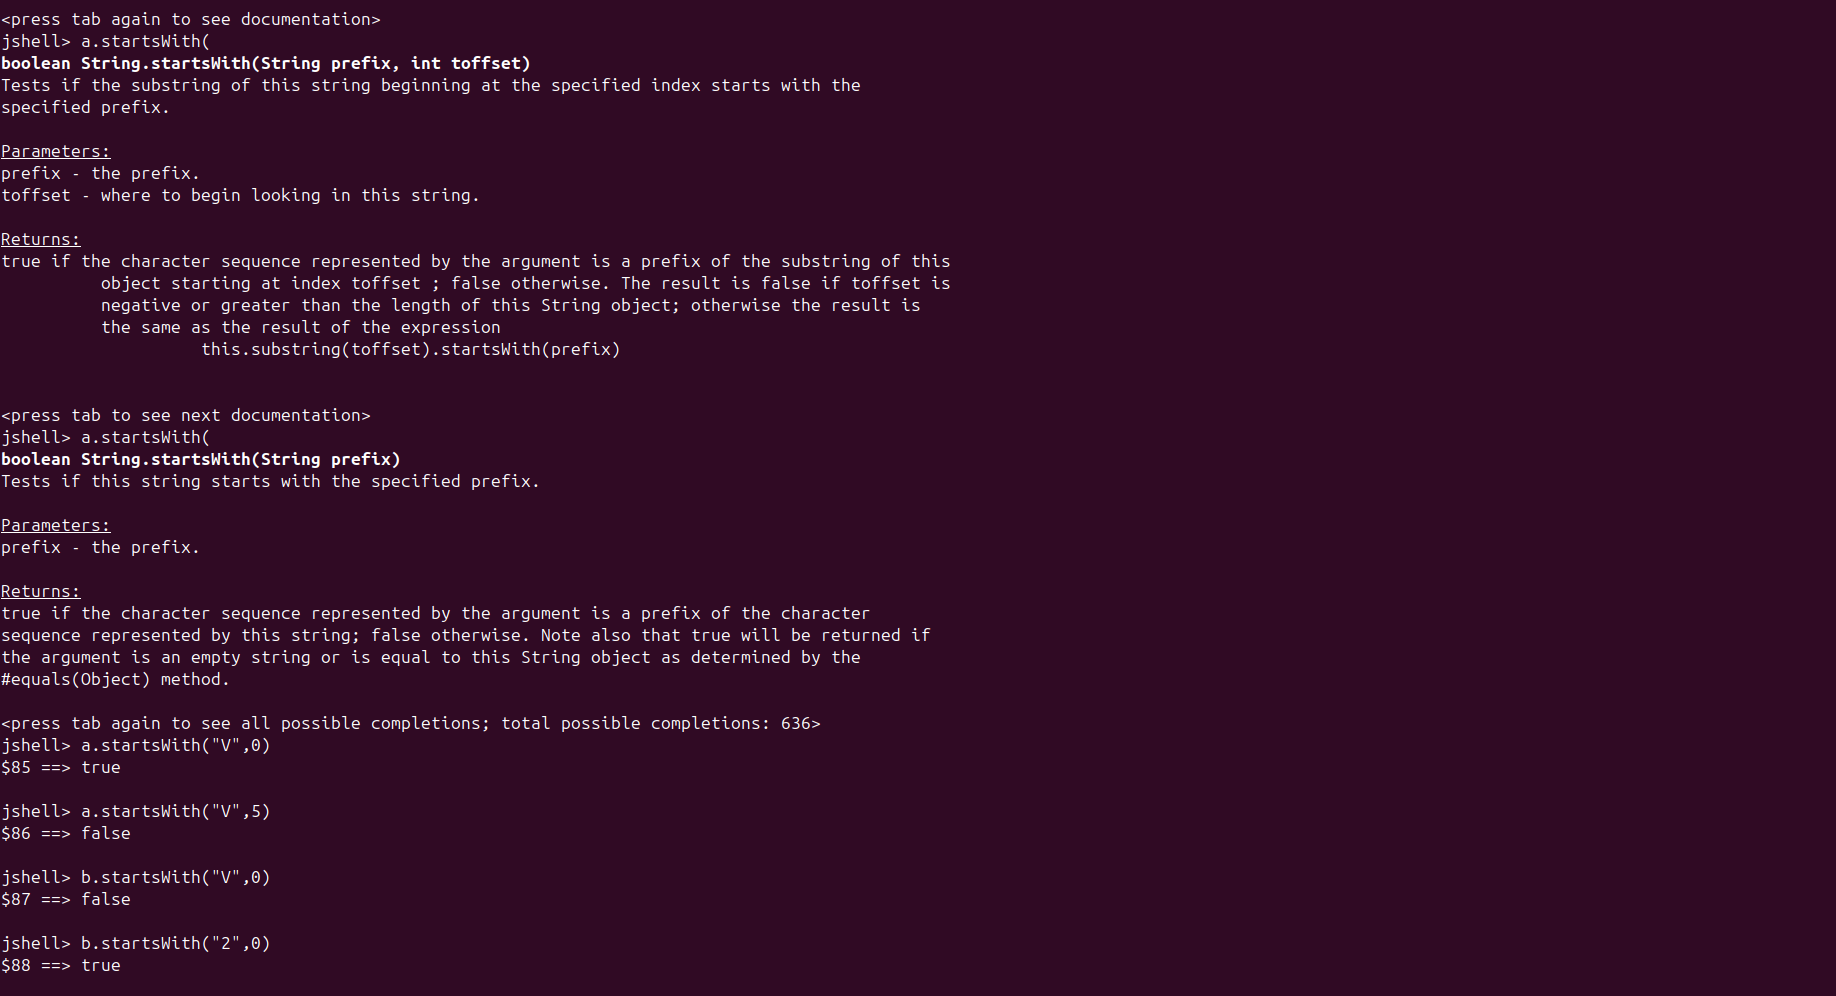 <press tab again to see documentation>
jshell> a.startsWith(
boolean String.startsWith(String prefix, int toffset)
Tests if the substring of this string beginning at the specified index starts with the
specified prefix.

Parameters:
prefix - the prefix.
toffset - where to begin looking in this string.

Returns:
true if the character sequence represented by the argument is a prefix of the substring of this
          object starting at index toffset ; false otherwise. The result is false if toffset is
          negative or greater than the length of this String object; otherwise the result is
          the same as the result of the expression
                    this.substring(toffset).startsWith(prefix)


<press tab to see next documentation>
jshell> a.startsWith(
boolean String.startsWith(String prefix)
Tests if this string starts with the specified prefix.

Parameters:
prefix - the prefix.

Returns:
true if the character sequence represented by the argument is a prefix of the character
sequence represented by this string; false otherwise. Note also that true will be returned if
the argument is an empty string or is equal to this String object as determined by the
#equals(Object) method.

<press tab again to see all possible completions; total possible completions: 636>
jshell> a.startsWith("V",0)
$85 ==> true

jshell> a.startsWith("V",5)
$86 ==> false

jshell> b.startsWith("V",0)
$87 ==> false

jshell> b.startsWith("2",0)
$88 ==> true